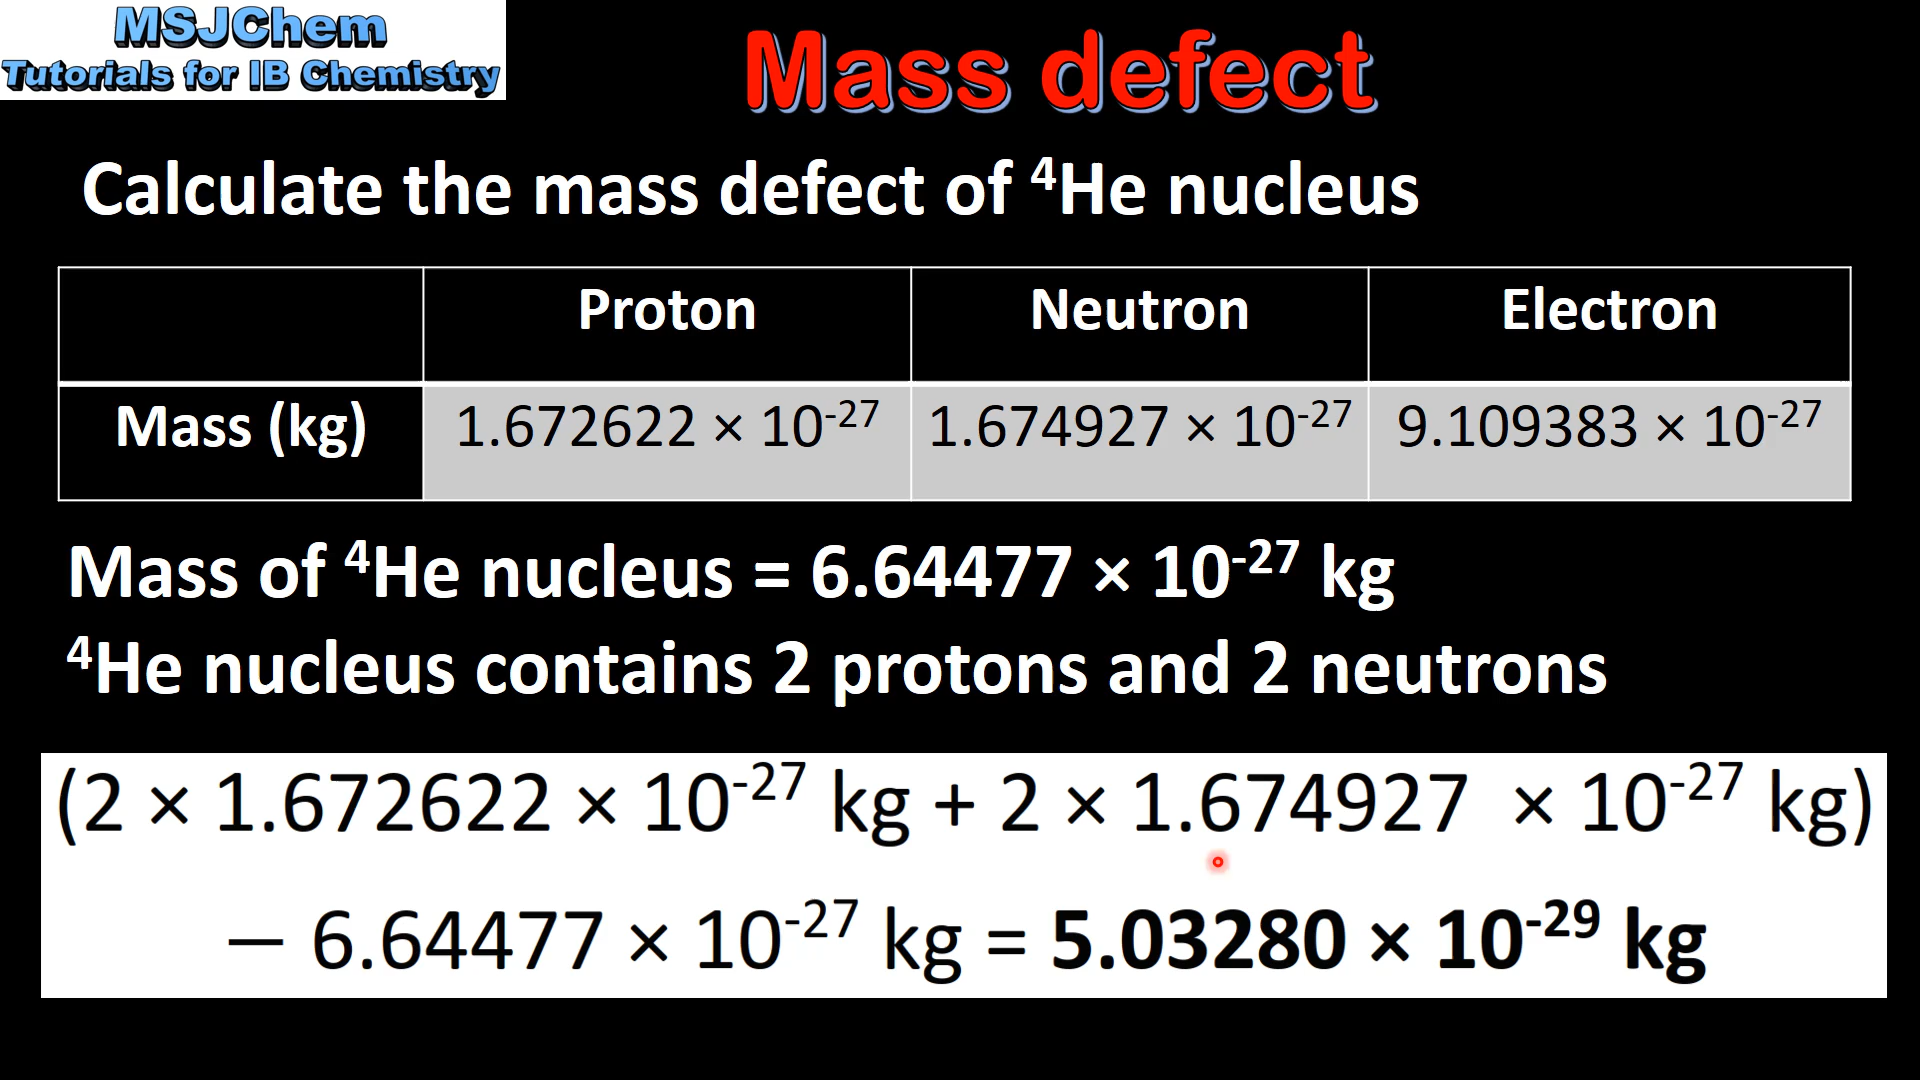 MSJChem
Tutorials for IB Chemistry
Mass defect
Calculate the mass defect of ⁴He nucleus
Proton Neutron Electron
Mass (kg) 1.672622 × 10⁻²⁷ 1.674927 × 10⁻²⁷ 9.109383 × 10⁻²⁷
Mass of ⁴He nucleus = 6.64477 × 10⁻²⁷ kg
⁴He nucleus contains 2 protons and 2 neutrons
(2 × 1.672622 × 10⁻²⁷ kg + 2 × 1.674927 × 10⁻²⁷ kg)
− 6.64477 × 10⁻²⁷ kg = 5.03280 × 10⁻²⁹ kg